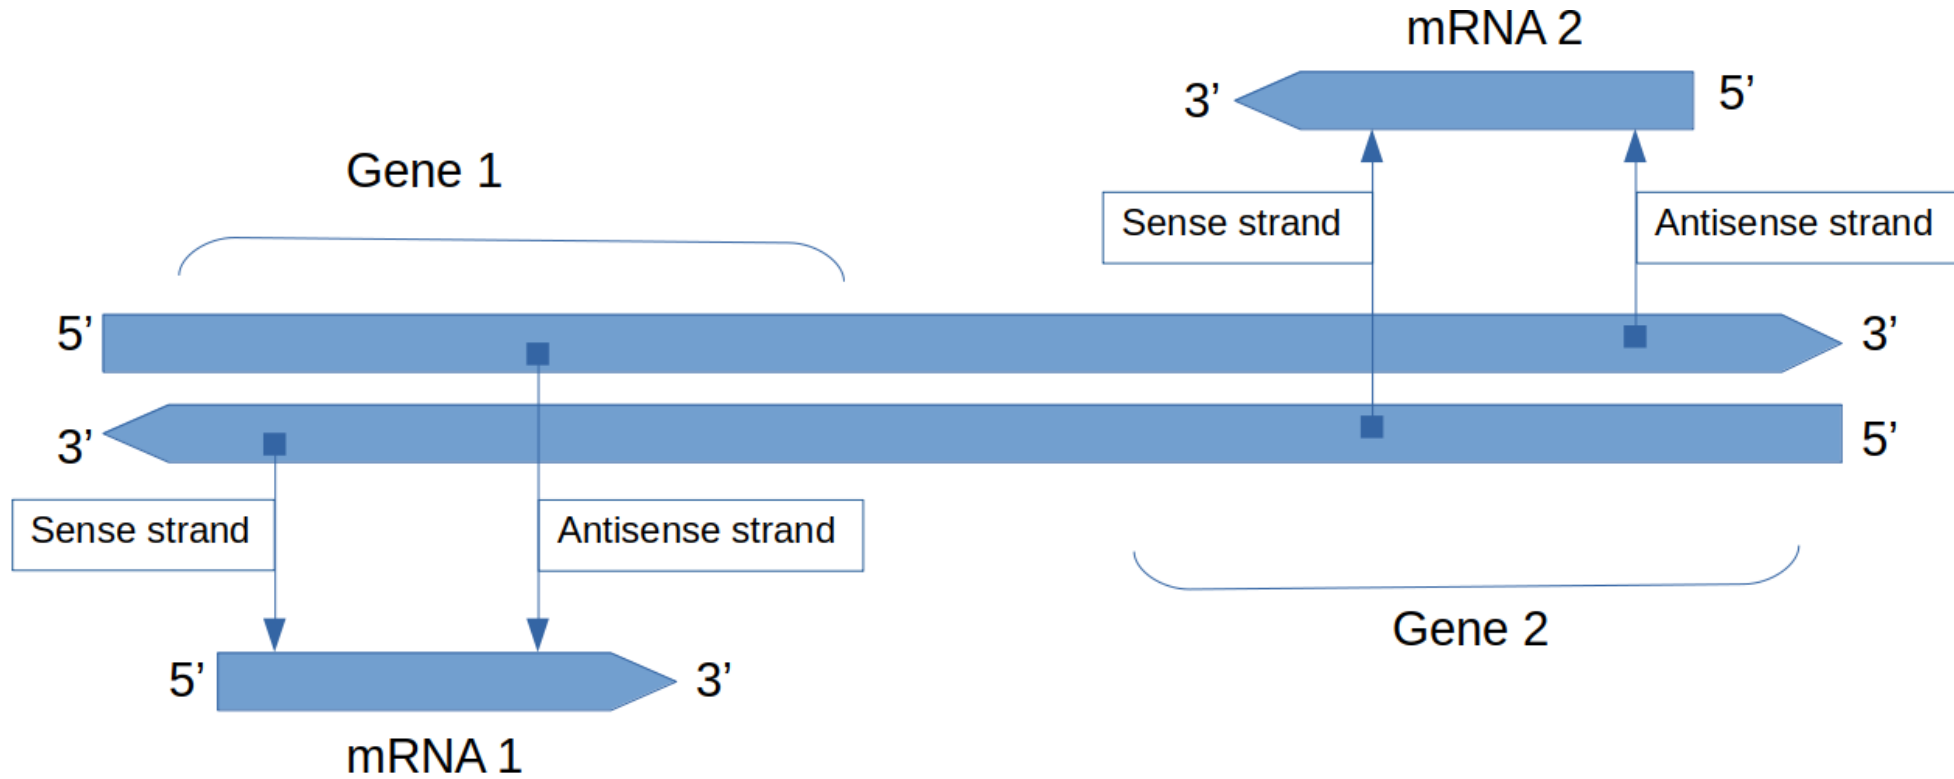 mRNA 2
3’
5’
Gene 1
Sense strand
Antisense strand
5’
3’
3’
5’
Sense strand
Antisense strand
Gene 2
5’
3’
mRNA 1